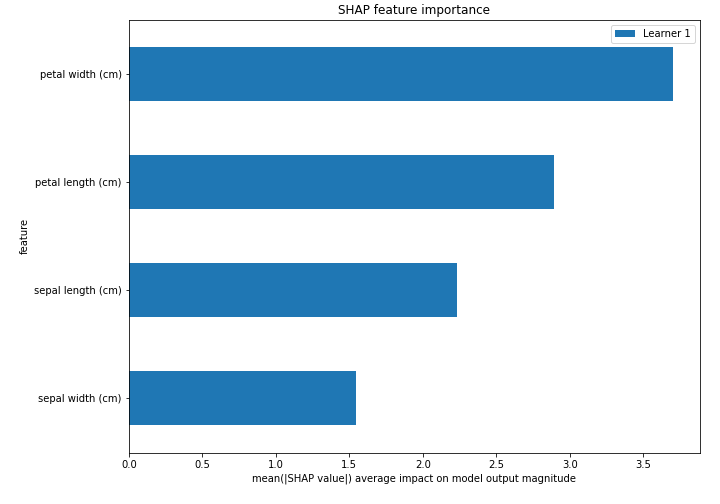 SHAP feature importance
Learner 1
petal width (cm)
petal length (cm)
sepal length (cm)
sepal width (cm)
feature
0.0 0.5 1.0 1.5 2.0 2.5 3.0 3.5
mean(|SHAP value|) average impact on model output magnitude